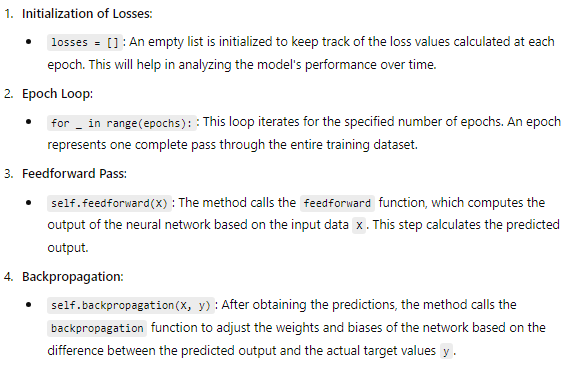 1. Initialization of Losses:
• losses = [] : An empty list is initialized to keep track of the loss values calculated at each
epoch. This will help in analyzing the model's performance over time.
2. Epoch Loop:
• for _ in range(epochs): : This loop iterates for the specified number of epochs. An epoch
represents one complete pass through the entire training dataset.
3. Feedforward Pass:
• self.feedforward(X) : The method calls the feedforward function, which computes the
output of the neural network based on the input data X . This step calculates the predicted
output.
4. Backpropagation:
• self.backpropagation(X, y) : After obtaining the predictions, the method calls the
backpropagation function to adjust the weights and biases of the network based on the
difference between the predicted output and the actual target values y .